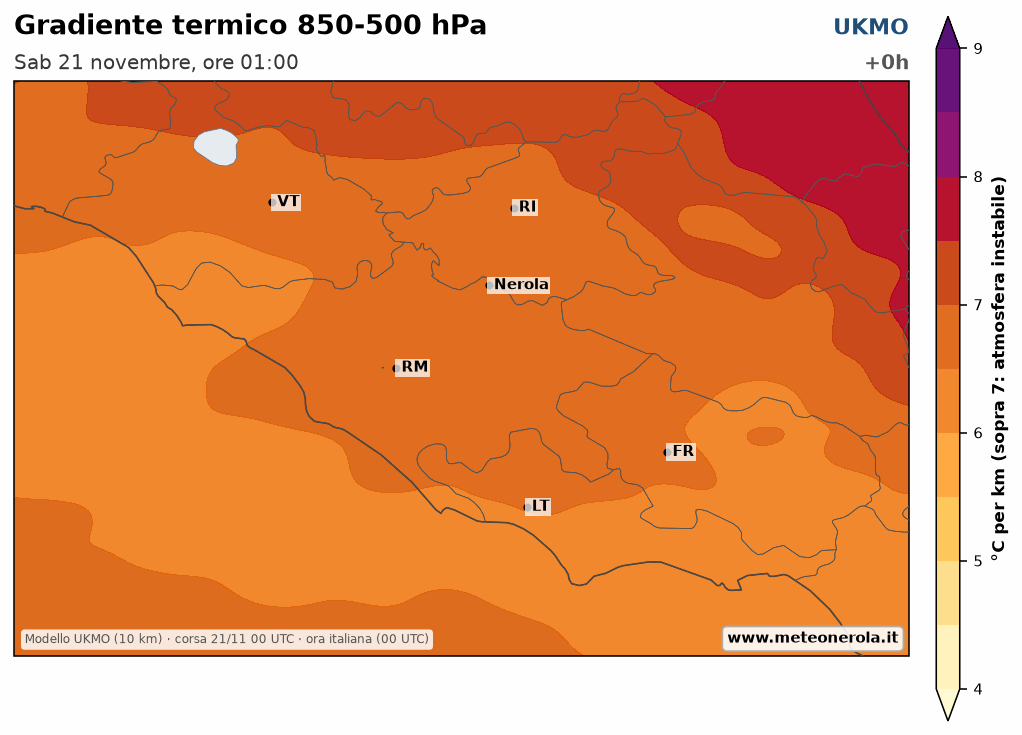 Gradiente termico 850-500 hPa
UKMO
Sab 21 novembre, ore 01:00
+0h
VT
RI
Nerola
RM
FR
LT
Modello UKMO (10 km) · corsa 21/11 00 UTC · ora italiana (00 UTC)
www.meteonerola.it
9
8
7
6
5
4
°C per km (sopra 7: atmosfera instabile)